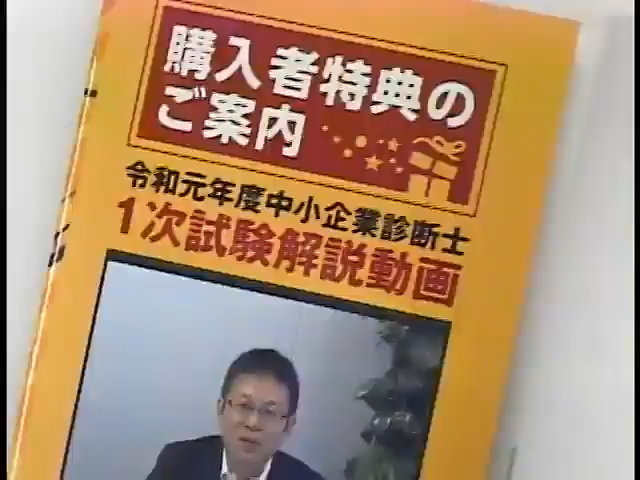 購入者特典の
ご案内
令和元年度中小企業診断士
1次試験解説動画